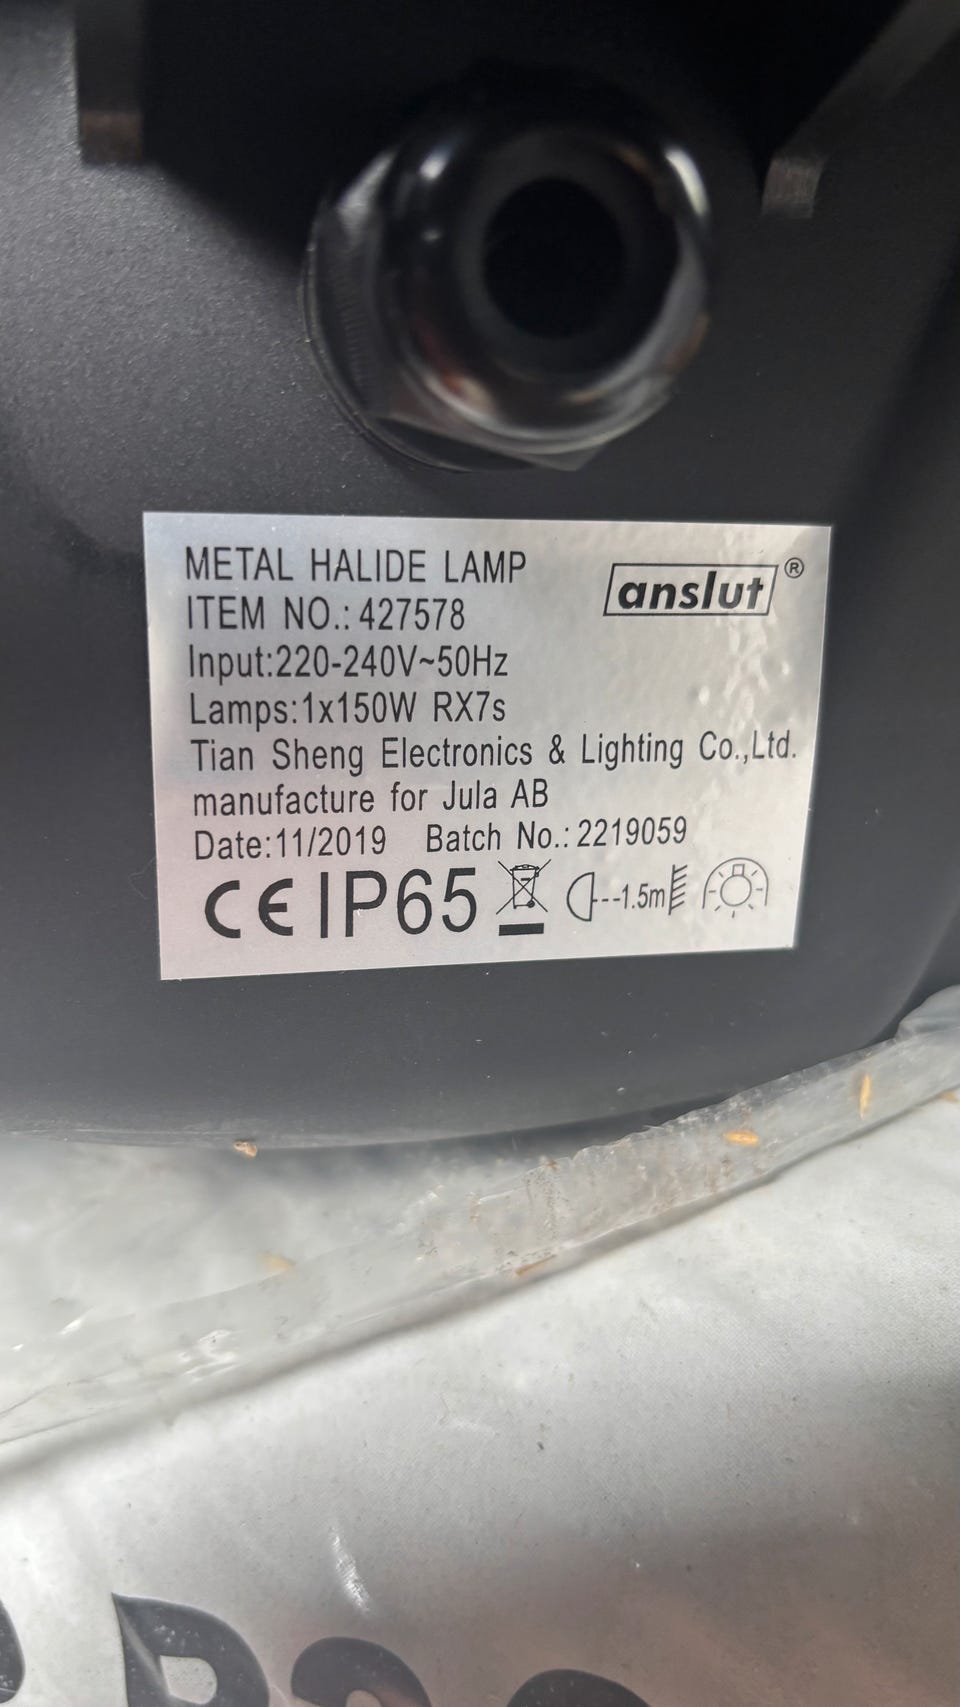 METAL HALIDE LAMP
anslut®
ITEM NO.: 427578
Input:220-240V~50Hz
Lamps:1x150W RX7s
Tian Sheng Electronics & Lighting Co.,Ltd.
manufacture for Jula AB
Date:11/2019 Batch No.: 2219059
CE IP65 ---1.5m